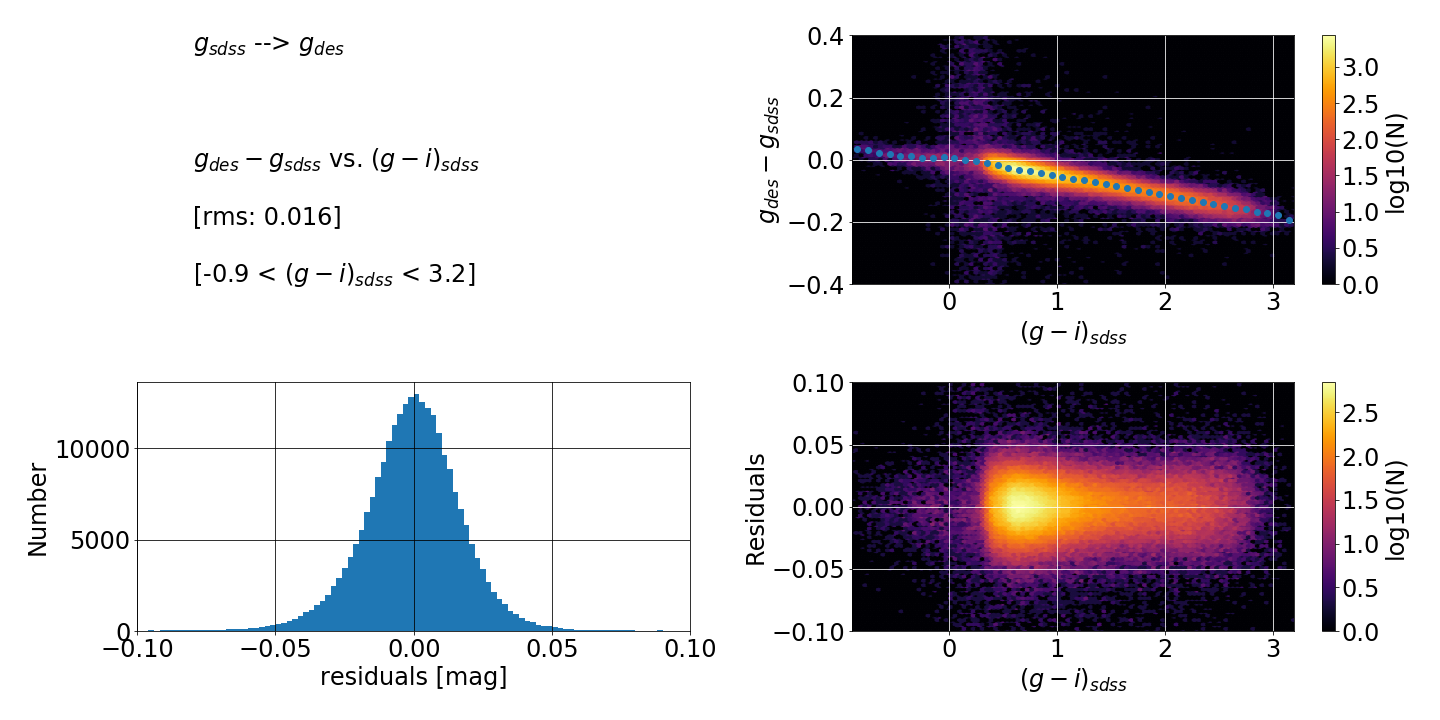 g_sdss --> g_des
g_des − g_sdss vs. (g − i)_sdss
[rms: 0.016]
[-0.9 < (g − i)_sdss < 3.2]
0.4
0.2
0.0
−0.2
−0.4
g_des − g_sdss
0 1 2 3
(g − i)_sdss
3.0
2.5
2.0
1.5
1.0
0.5
0.0
log10(N)
10000
5000
0
Number
−0.10 −0.05 0.00 0.05 0.10
residuals [mag]
0.10
0.05
0.00
−0.05
−0.10
Residuals
0 1 2 3
(g − i)_sdss
2.5
2.0
1.5
1.0
0.5
0.0
log10(N)